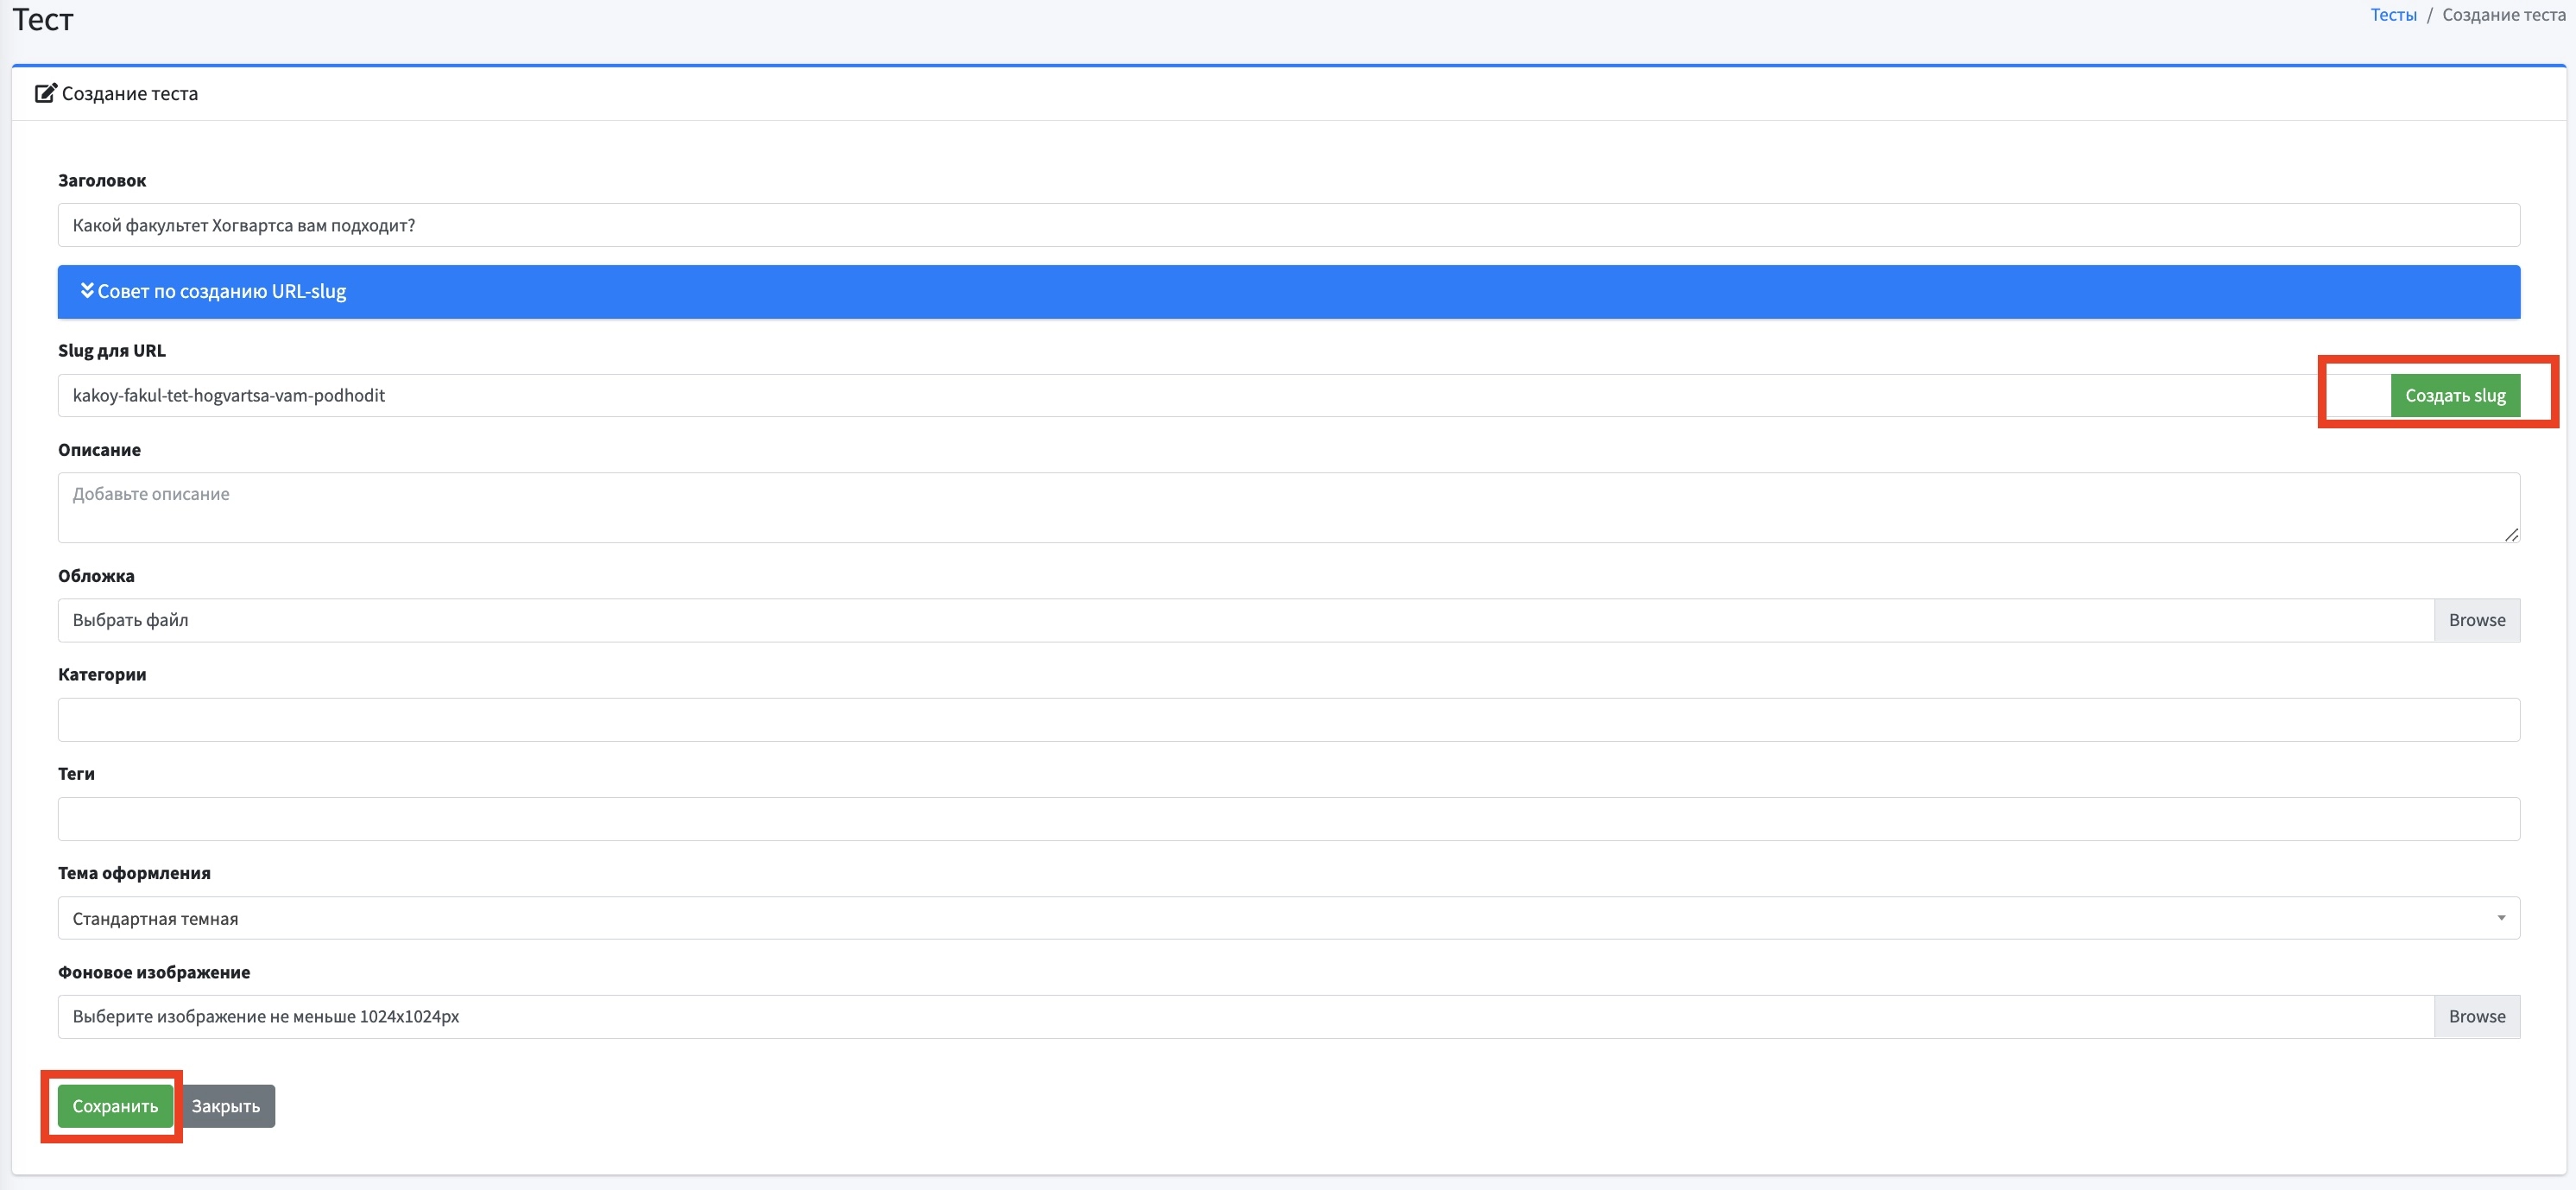 Тест
Тесты / Создание теста
Создание теста
Заголовок
Какой факультет Хогвартса вам подходит?
Совет по созданию URL-slug
Slug для URL
kakoy-fakul-tet-hogvartsa-vam-podhodit
Создать slug
Описание
Добавьте описание
Обложка
Выбрать файл
Browse
Категории
Теги
Тема оформления
Стандартная темная
Фоновое изображение
Выберите изображение не меньше 1024x1024px
Browse
Сохранить
Закрыть